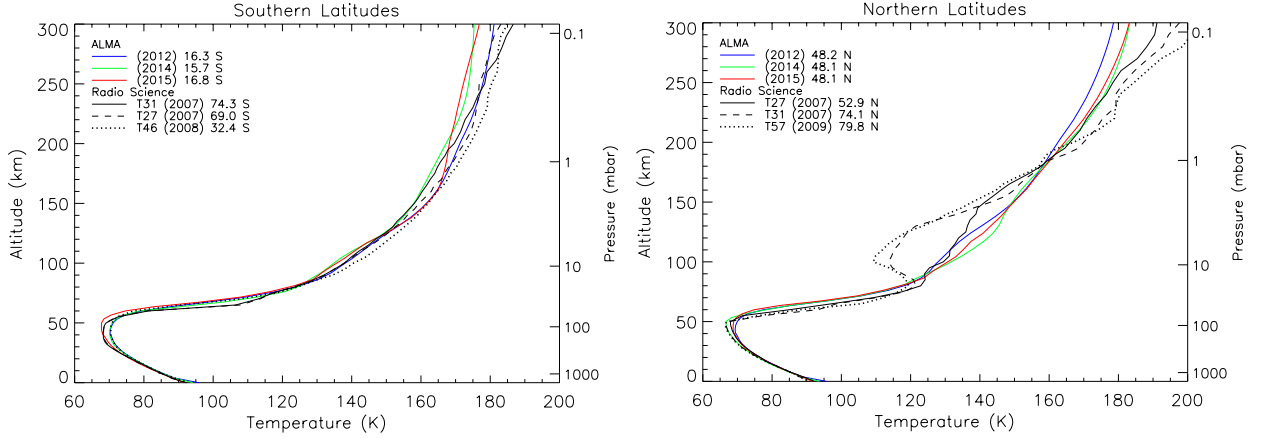 Southern Latitudes
300
250
200
150
100
50
0
Altitude (km)
ALMA
(2012) 16.3 S
(2014) 15.7 S
(2015) 16.8 S
Radio Science
T31 (2007) 74.3 S
T27 (2007) 69.0 S
T46 (2008) 32.4 S
0.1
1
10
100
1000
Pressure (mbar)
60 80 100 120 140 160 180 200
Temperature (K)
Northern Latitudes
300
250
200
150
100
50
0
Altitude (km)
ALMA
(2012) 48.2 N
(2014) 48.1 N
(2015) 48.1 N
Radio Science
T27 (2007) 52.9 N
T31 (2007) 74.1 N
T57 (2009) 79.8 N
0.1
1
10
100
1000
Pressure (mbar)
60 80 100 120 140 160 180 200
Temperature (K)